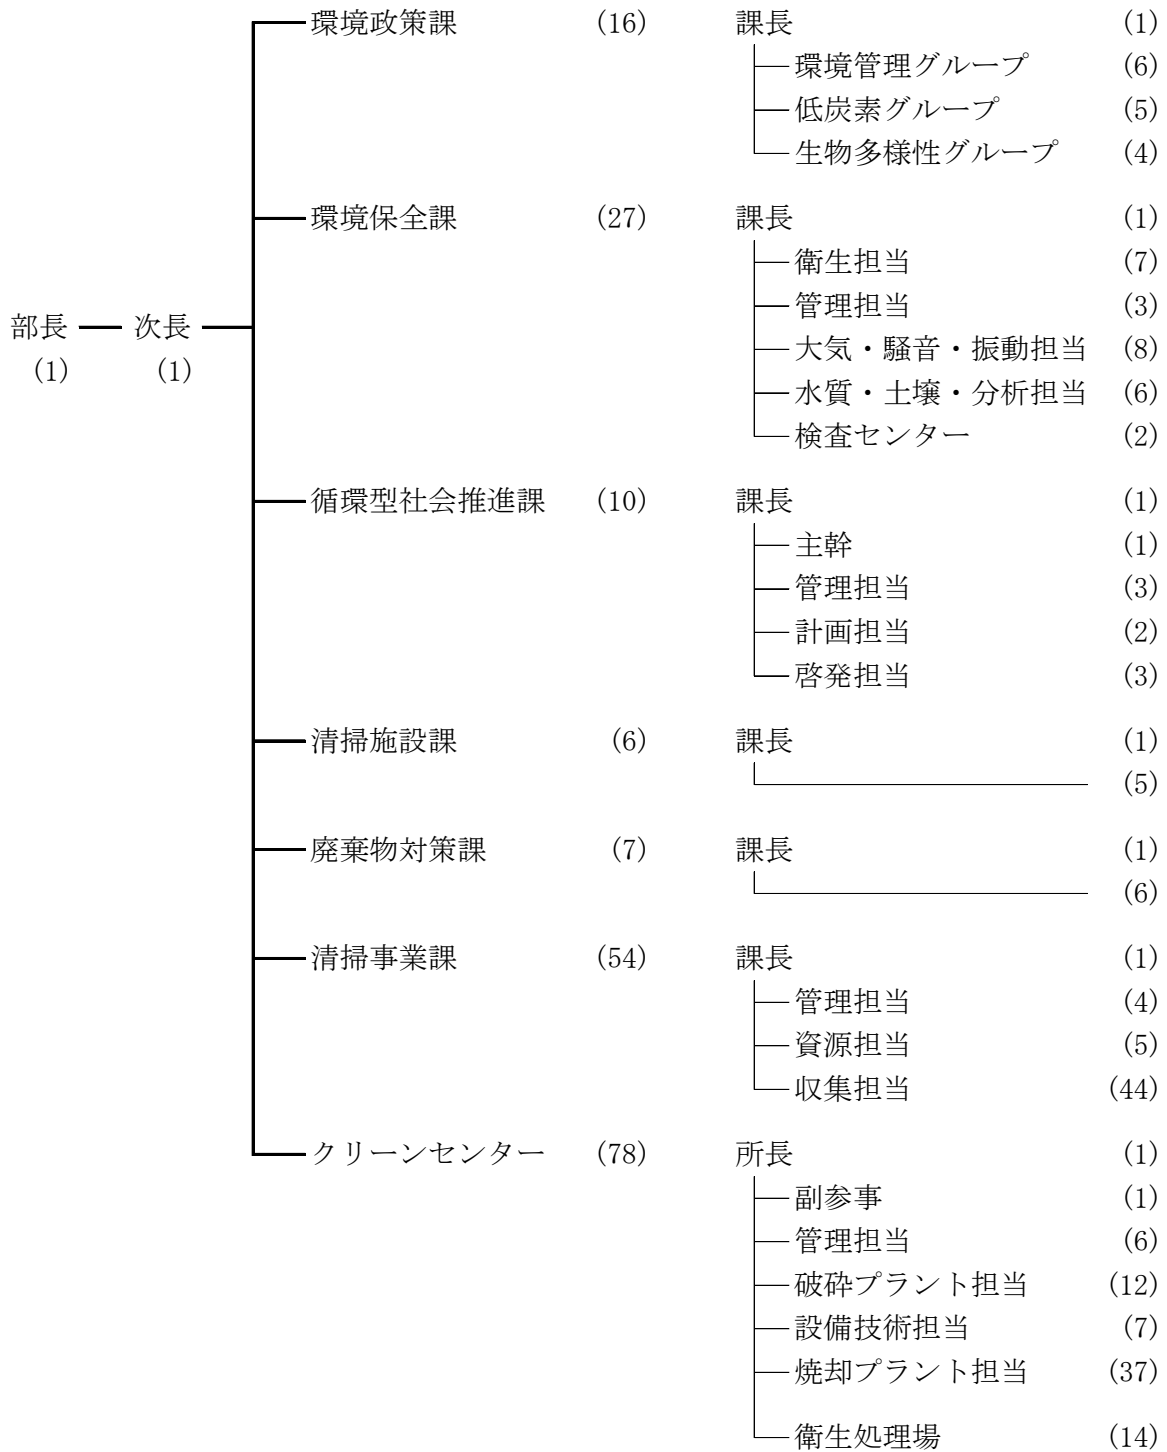 環境政策課 (16) 課長 (1)
環境管理グループ (6)
低炭素グループ (5)
生物多様性グループ (4)
環境保全課 (27) 課長 (1)
衛生担当 (7)
管理担当 (3)
部長 次長
大気・騒音・振動担当 (8)
(1) (1)
水質・土壌・分析担当 (6)
検査センター (2)
循環型社会推進課 (10) 課長 (1)
主幹 (1)
管理担当 (3)
計画担当 (2)
啓発担当 (3)
清掃施設課 (6) 課長 (1)
(5)
廃棄物対策課 (7) 課長 (1)
(6)
清掃事業課 (54) 課長 (1)
管理担当 (4)
資源担当 (5)
収集担当 (44)
クリーンセンター (78) 所長 (1)
副参事 (1)
管理担当 (6)
破砕プラント担当 (12)
設備技術担当 (7)
焼却プラント担当 (37)
衛生処理場 (14)